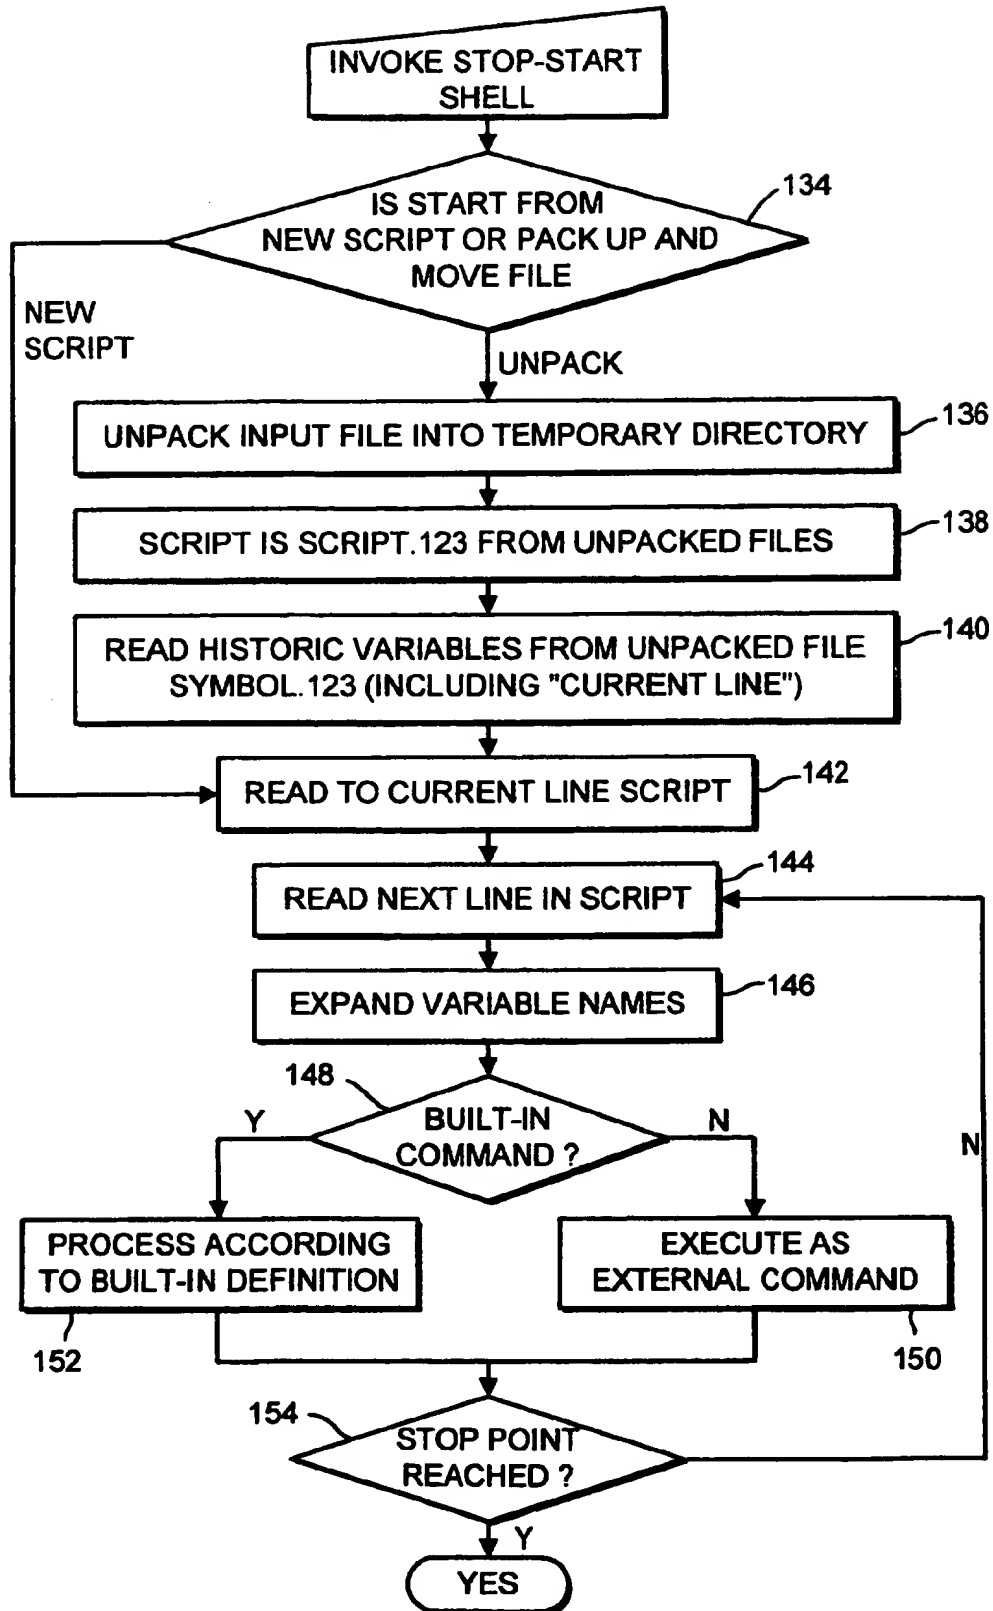 INVOKE STOP-START
SHELL
IS START FROM
NEW SCRIPT OR PACK UP AND
MOVE FILE
134
NEW
SCRIPT
UNPACK
UNPACK INPUT FILE INTO TEMPORARY DIRECTORY
136
SCRIPT IS SCRIPT.123 FROM UNPACKED FILES
138
READ HISTORIC VARIABLES FROM UNPACKED FILE
SYMBOL.123 (INCLUDING "CURRENT LINE")
140
READ TO CURRENT LINE SCRIPT
142
READ NEXT LINE IN SCRIPT
144
EXPAND VARIABLE NAMES
146
148
BUILT-IN
COMMAND ?
Y
N
N
PROCESS ACCORDING
TO BUILT-IN DEFINITION
152
EXECUTE AS
EXTERNAL COMMAND
150
154
STOP POINT
REACHED ?
Y
YES